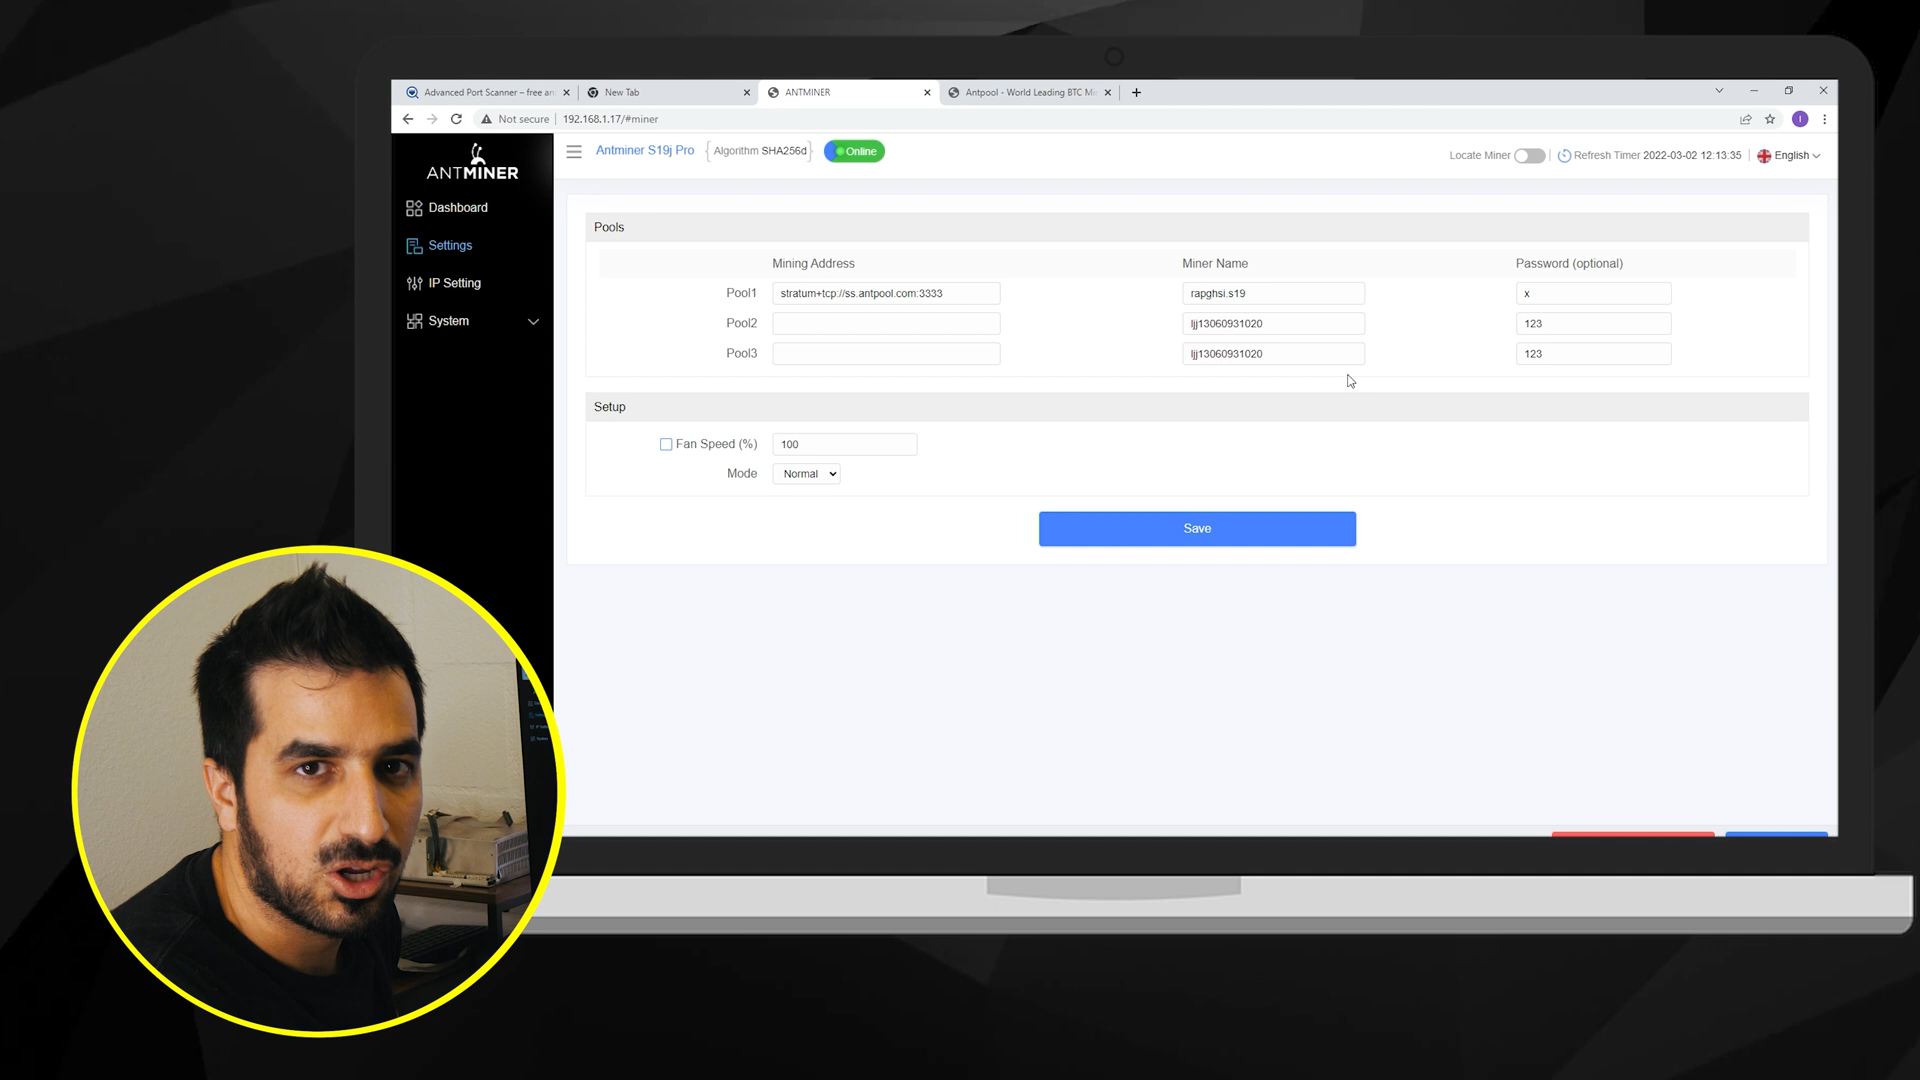 Advanced Port Scanner – free an
New Tab
ANTMINER
Antpool - World Leading BTC Mi
Not secure
192.168.1.17/#miner
I
ANTMINER
Antminer S19j Pro
Algorithm SHA256d
Online
Locate Miner
Refresh Timer 2022-03-02 12:13:35
English
Dashboard
Settings
IP Setting
System
Pools
Mining Address
Miner Name
Password (optional)
Pool1
stratum+tcp://ss.antpool.com:3333
rapghsi.s19
x
Pool2
ljj13060931020
123
Pool3
ljj13060931020
123
Setup
Fan Speed (%)
100
Mode
Normal
Save